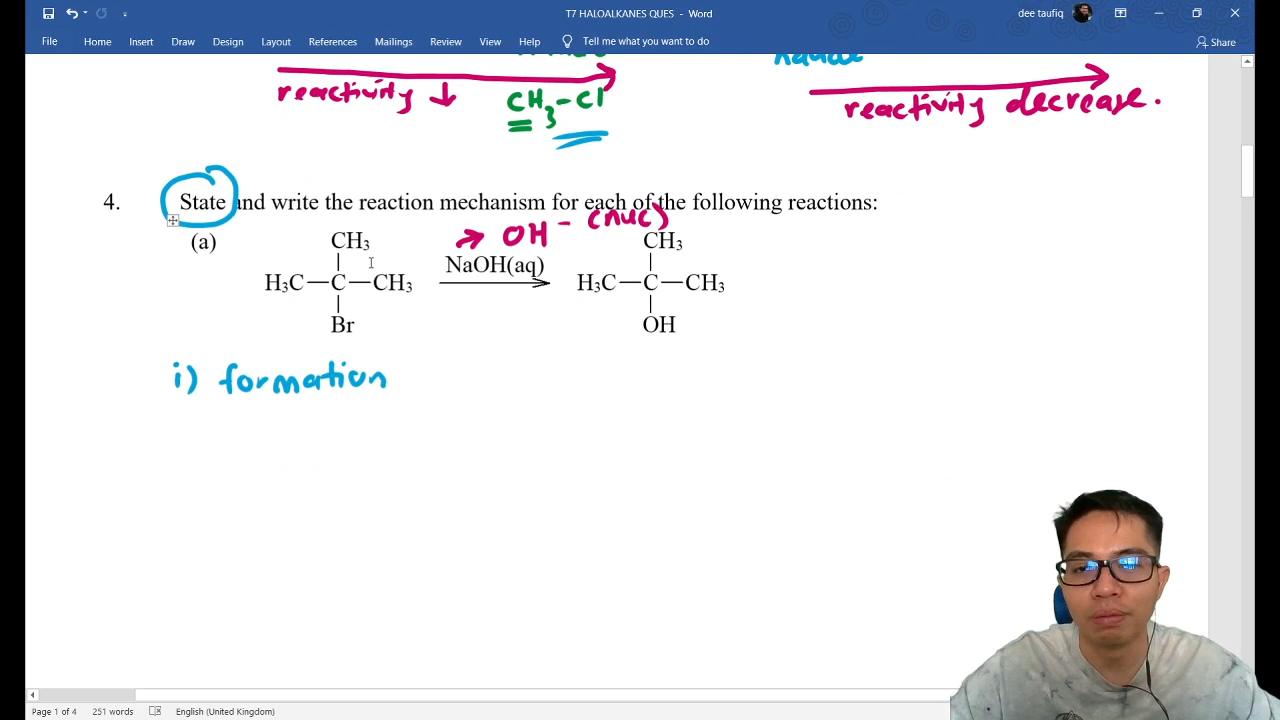 T7 HALOALKANES QUES - Word
dee taufiq
File Home Insert Draw Design Layout References Mailings Review View Help Tell me what you want to do Share
reactivity ↓
CH3-Cl
reactivity decrease.
4. State and write the reaction mechanism for each of the following reactions:
→ OH⁻ (nuc)
(a) CH3 CH3
NaOH(aq)
H3C—C—CH3 H3C—C—CH3
Br OH
i) formation
Page 1 of 4 251 words English (United Kingdom)